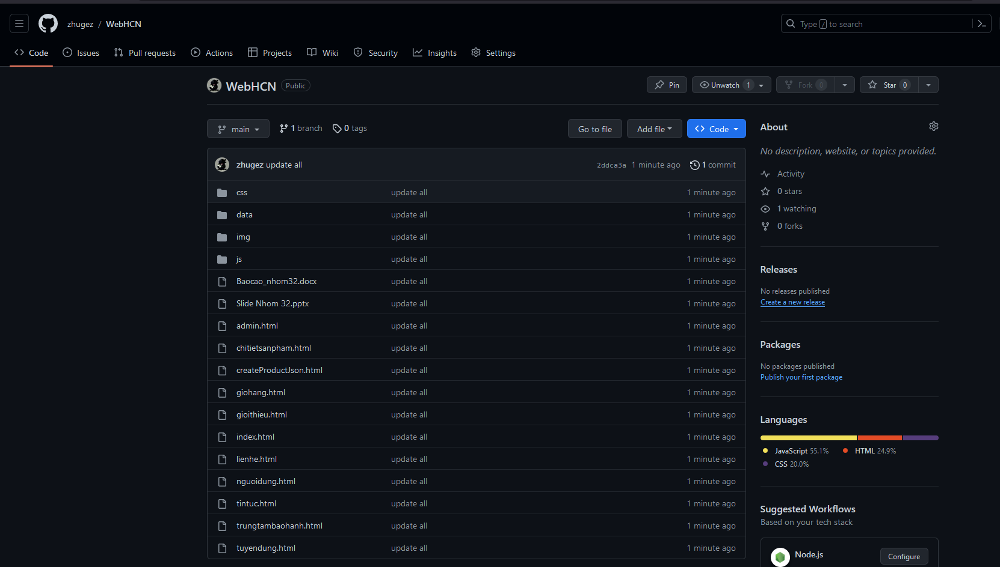 zhugez / WebHCN
Type / to search
Code Issues Pull requests Actions Projects Wiki Security Insights Settings
WebHCN Public
Pin Unwatch 1 Fork 0 Star 0
main 1 branch 0 tags Go to file Add file Code
zhugez update all 2ddca3a 1 minute ago 1 commit
css update all 1 minute ago
data update all 1 minute ago
img update all 1 minute ago
js update all 1 minute ago
Baocao_nhom32.docx update all 1 minute ago
Slide Nhom 32.pptx update all 1 minute ago
admin.html update all 1 minute ago
chitietsanpham.html update all 1 minute ago
createProductJson.html update all 1 minute ago
giohang.html update all 1 minute ago
gioithieu.html update all 1 minute ago
index.html update all 1 minute ago
lienhe.html update all 1 minute ago
nguoidung.html update all 1 minute ago
tintuc.html update all 1 minute ago
trungtambaohanh.html update all 1 minute ago
tuyendung.html update all 1 minute ago
About
No description, website, or topics provided.
Activity
0 stars
1 watching
0 forks
Releases
No releases published
Create a new release
Packages
No packages published
Publish your first package
Languages
JavaScript 55.1% HTML 24.9%
CSS 20.0%
Suggested Workflows
Based on your tech stack
Node.js Configure